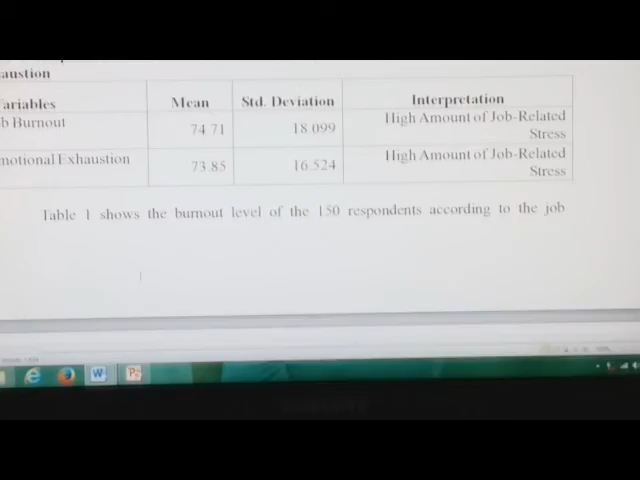 austion
ariables Mean Std. Deviation Interpretation
b Burnout 74.71 18.099 High Amount of Job-Related
Stress
motional Exhaustion 73.85 16.524 High Amount of Job-Related
Stress
Table 1 shows the burnout level of the 150 respondents according to the job